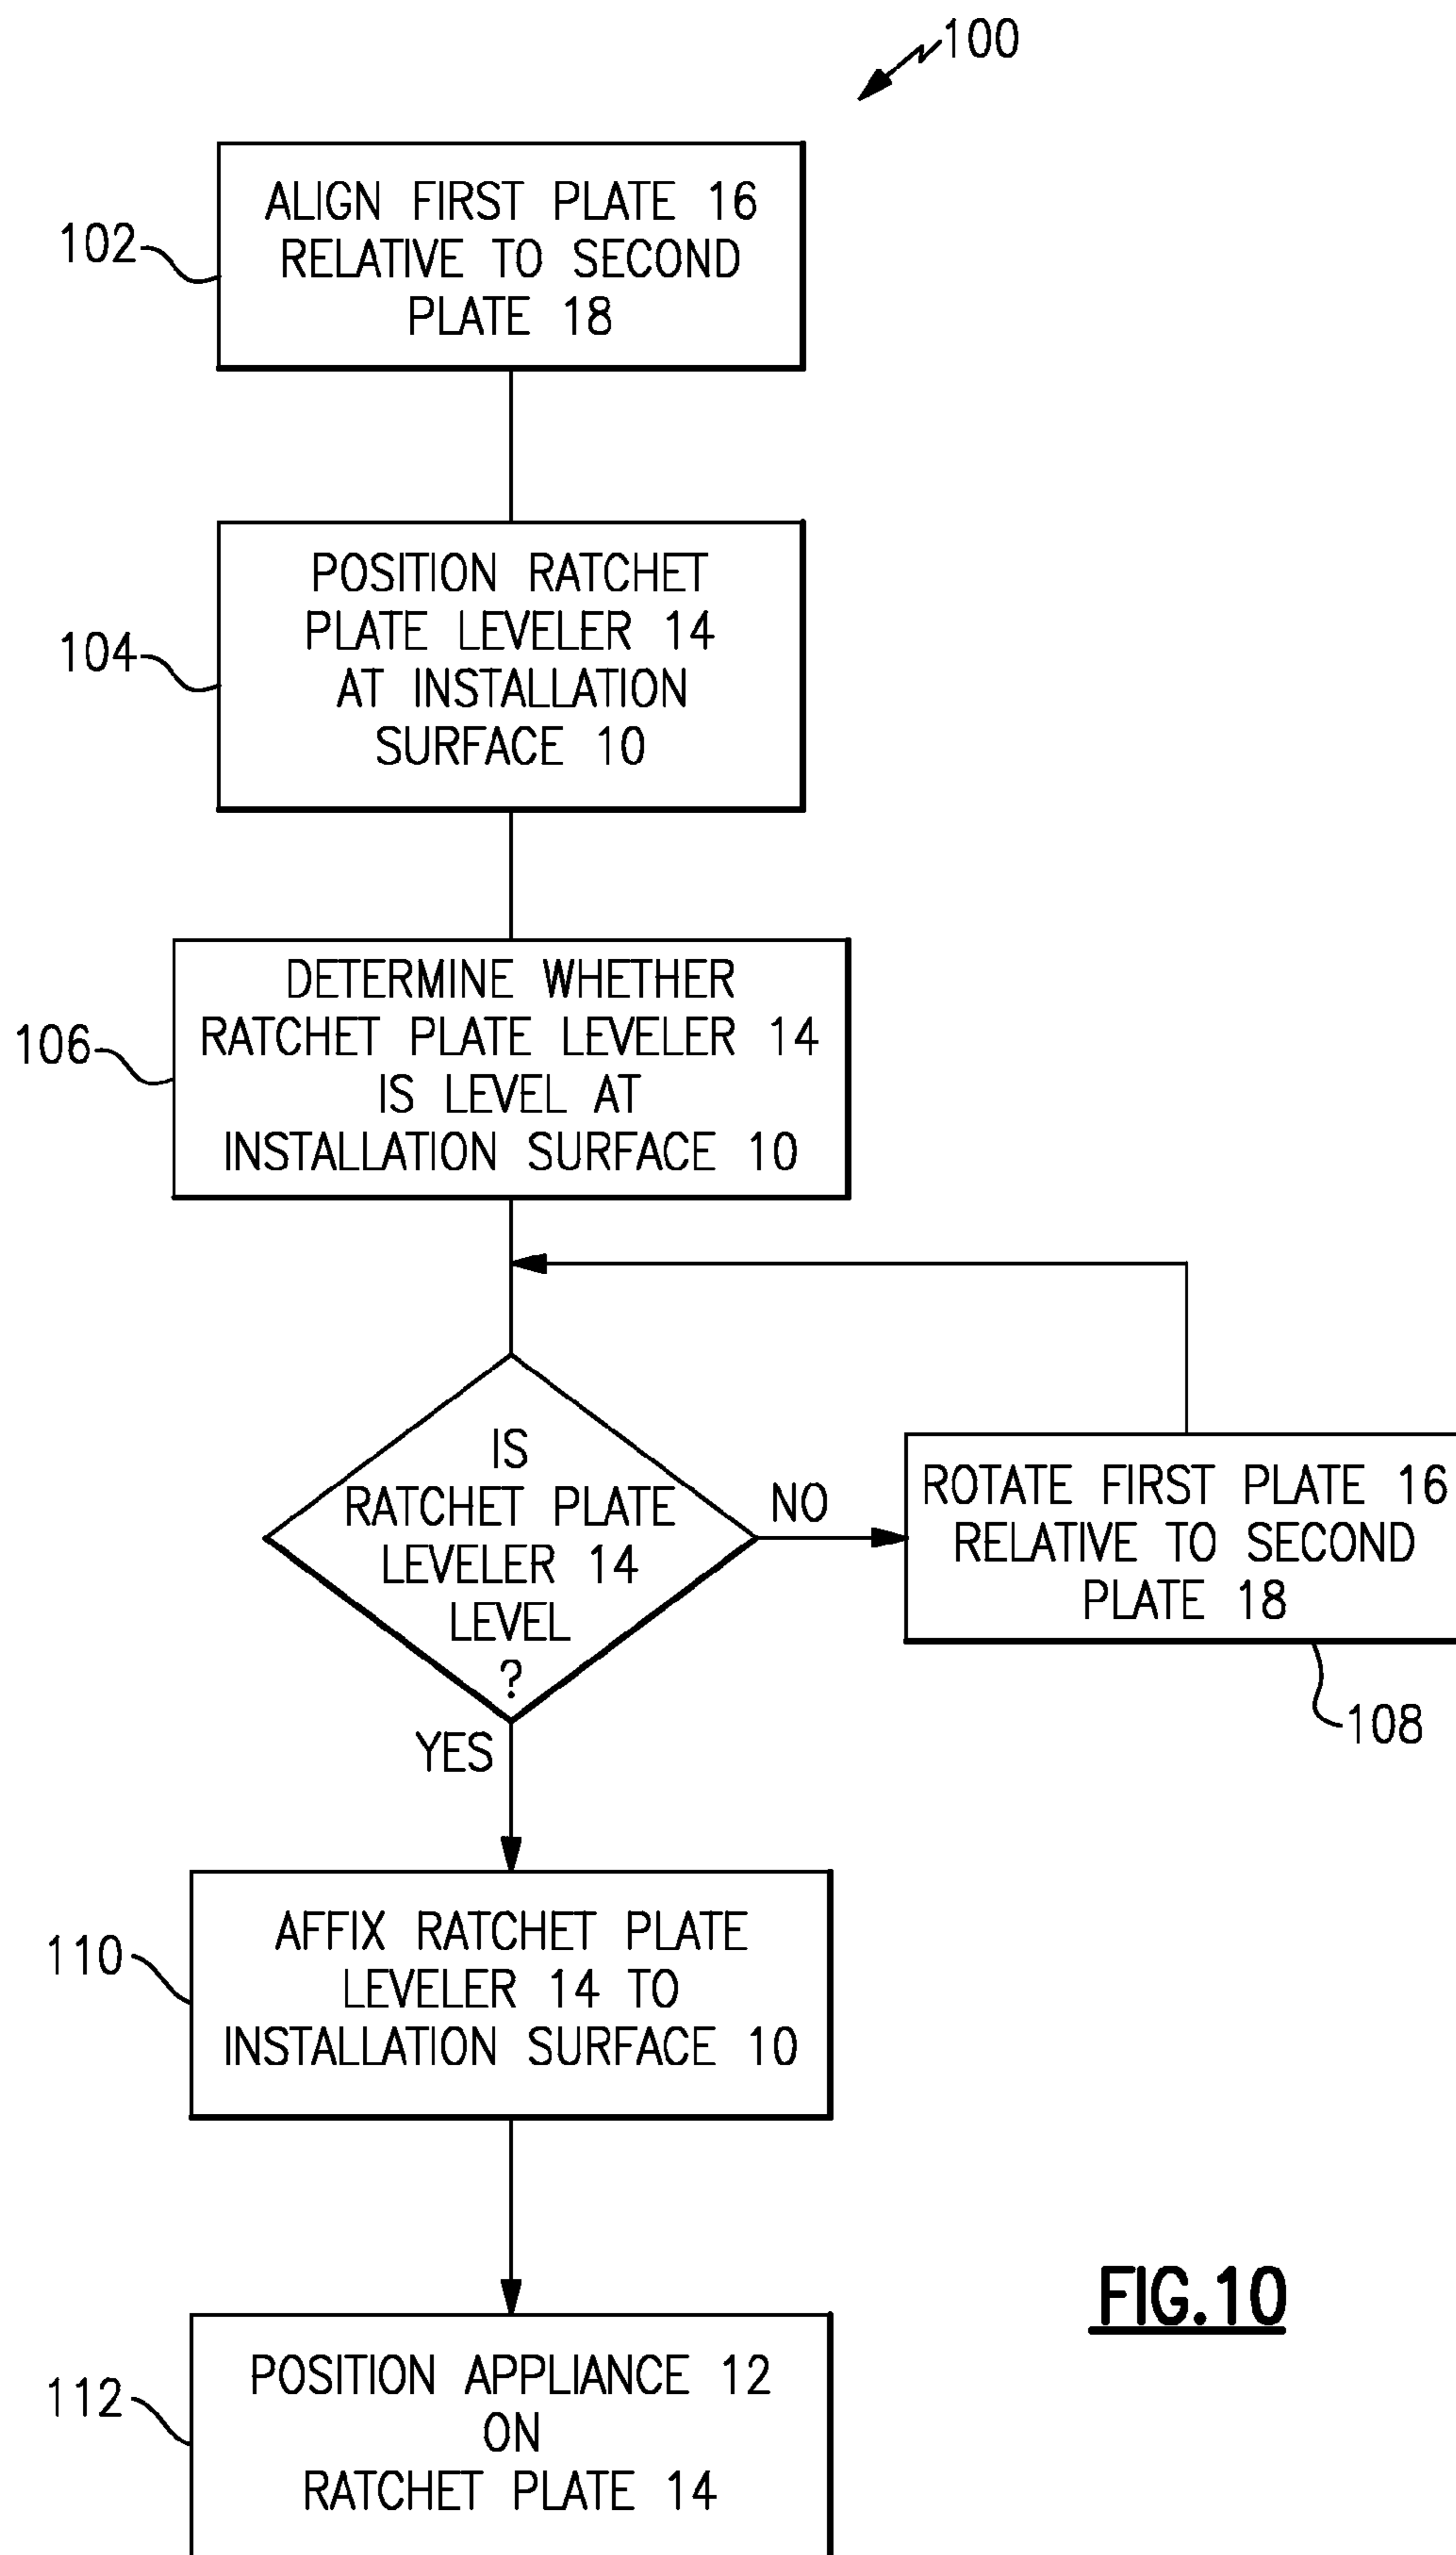 100
102
ALIGN FIRST PLATE 16
RELATIVE TO SECOND
PLATE 18
104
POSITION RATCHET
PLATE LEVELER 14
AT INSTALLATION
SURFACE 10
106
DETERMINE WHETHER
RATCHET PLATE LEVELER 14
IS LEVEL AT
INSTALLATION SURFACE 10
IS
RATCHET PLATE
LEVELER 14
LEVEL
?
NO
ROTATE FIRST PLATE 16
RELATIVE TO SECOND
PLATE 18
108
YES
110
AFFIX RATCHET PLATE
LEVELER 14 TO
INSTALLATION SURFACE 10
112
POSITION APPLIANCE 12
ON
RATCHET PLATE 14
FIG.10